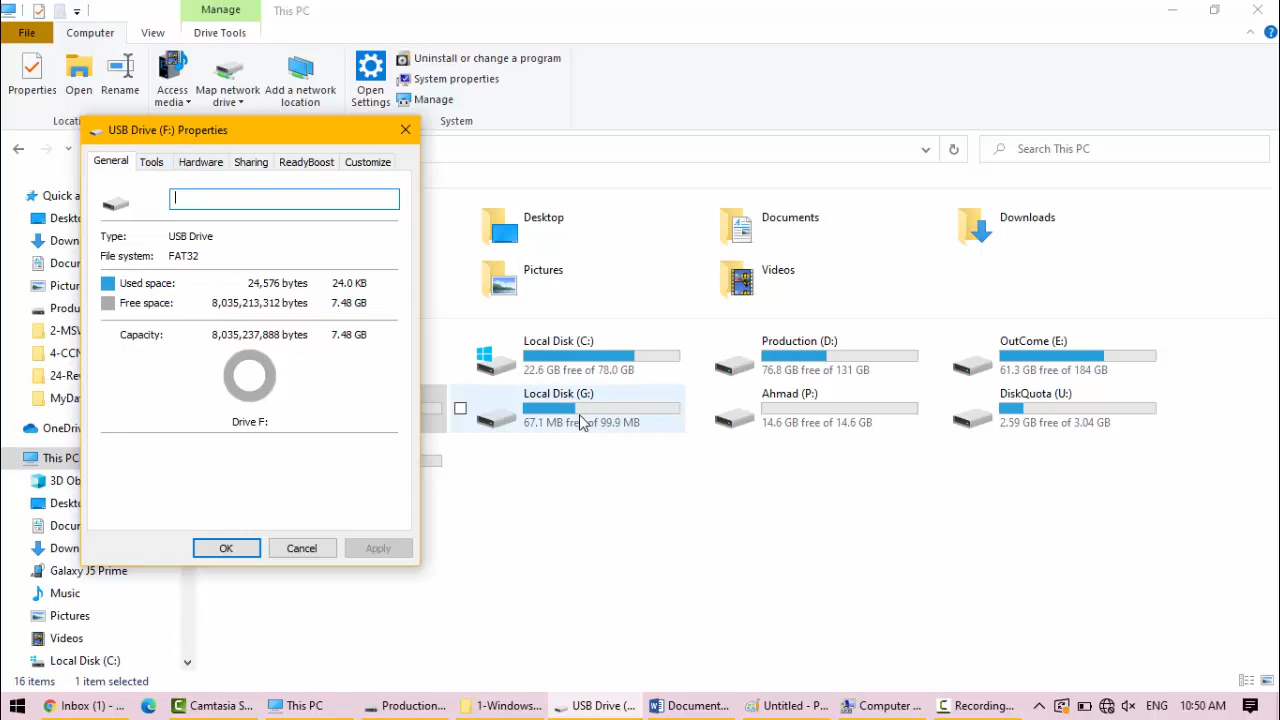 Manage
This PC
File
Computer
View
Drive Tools
Properties
Open
Rename
Access media
Map network drive
Add a network location
Open Settings
Uninstall or change a program
System properties
Manage
System
Search This PC
USB Drive (F:) Properties
General
Tools
Hardware
Sharing
ReadyBoost
Customize
Type: USB Drive
File system: FAT32
Used space: 24,576 bytes 24.0 KB
Free space: 8,035,213,312 bytes 7.48 GB
Capacity: 8,035,237,888 bytes 7.48 GB
Drive F:
OK
Cancel
Apply
Quick a
Deskt
Down
Docum
Pictur
Produ
2-MSW
4-CCN
24-Re
MyDa
OneDriv
This PC
3D Ob
Deskto
Docum
Down
Galaxy J5 Prime
Music
Pictures
Videos
Local Disk (C:)
Desktop
Documents
Downloads
Pictures
Videos
Local Disk (C:)
22.6 GB free of 78.0 GB
Production (D:)
76.8 GB free of 131 GB
OutCome (E:)
61.3 GB free of 184 GB
Local Disk (G:)
67.1 MB free of 99.9 MB
Ahmad (P:)
14.6 GB free of 14.6 GB
DiskQuota (U:)
2.59 GB free of 3.04 GB
16 items
1 item selected
Inbox (1) - ...
Camtasia S...
This PC
Production...
1-Windows...
USB Drive (...
Document...
Untitled - P...
Computer ...
Recording...
ENG
10:50 AM